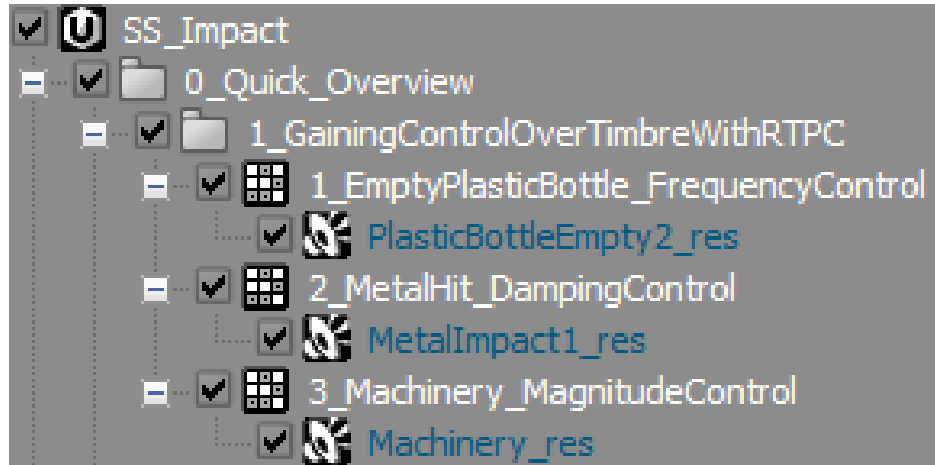 SS_Impact
0_Quick_Overview
1_GainingControlOverTimbreWithRTPC
1_EmptyPlasticBottle_FrequencyControl
PlasticBottleEmpty2_res
2_MetalHit_DampingControl
MetalImpact1_res
3_Machinery_MagnitudeControl
Machinery_res